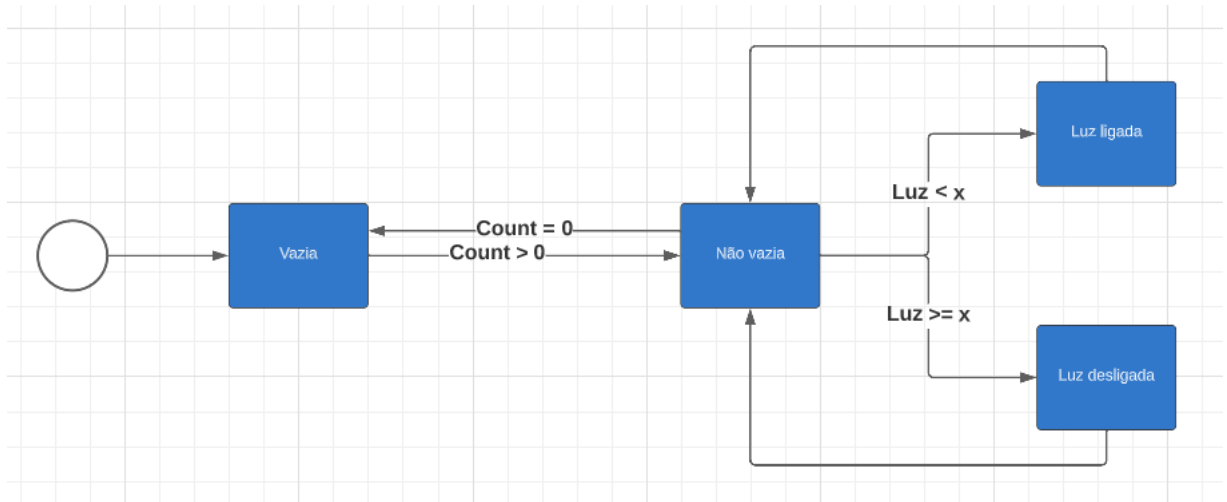 Luz ligada
Luz < x
Count = 0
Vazia
Count > 0
Não vazia
Luz >= x
Luz desligada